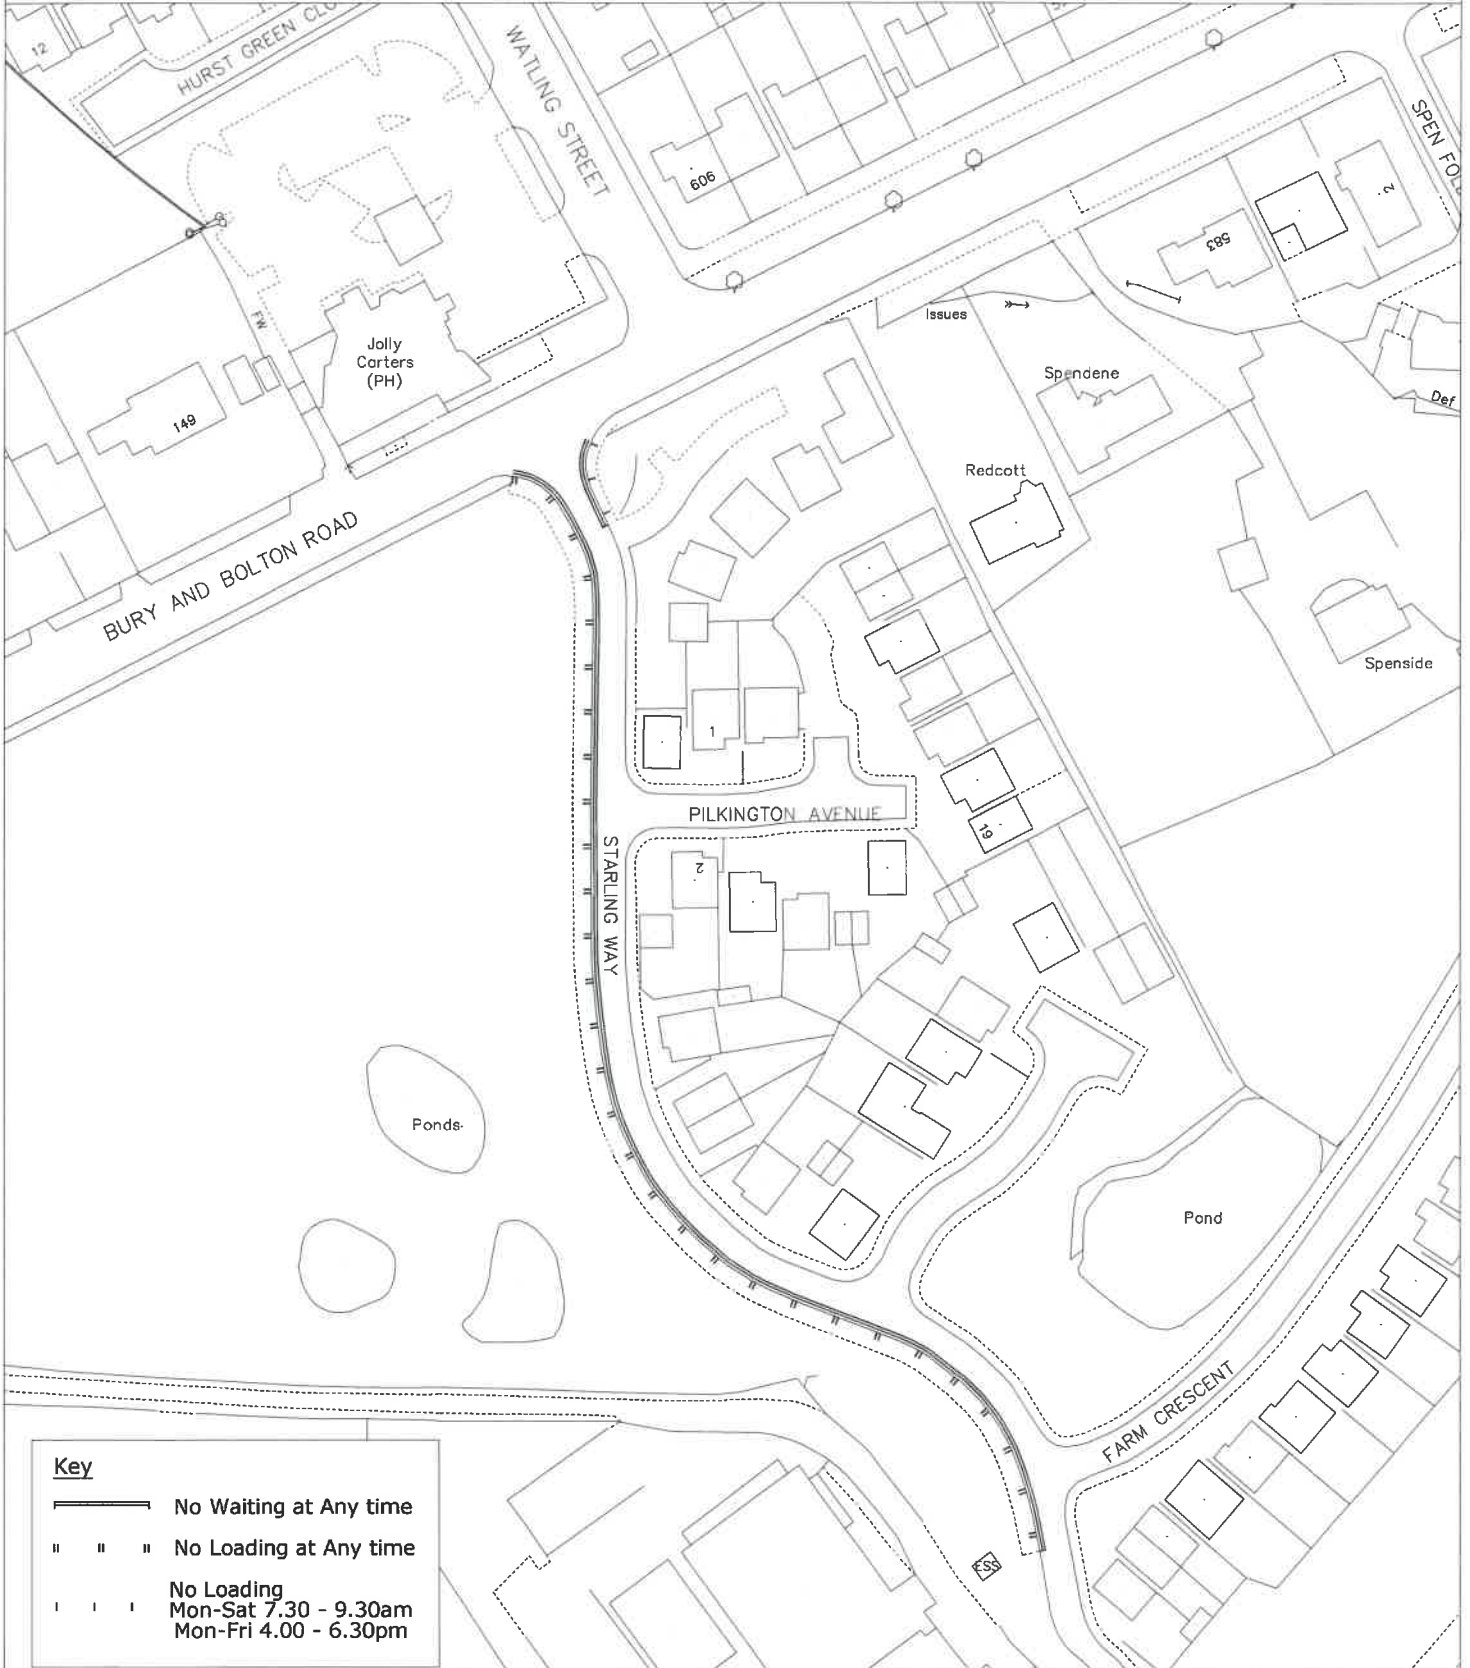 12
HURST GREEN CLO
WATLING STREET
606
SPEN FOL
2
583
FW
Jolly
Carters
(PH)
Issues
Spendene
Def
149
Redcott
BURY AND BOLTON ROAD
Spenside
1
PILKINGTON AVENUE
19
STARLING WAY
2
Ponds
Pond
FARM CRESCENT
ESS
Key
No Waiting at Any time
No Loading at Any time
No Loading
Mon-Sat 7.30 - 9.30am
Mon-Fri 4.00 - 6.30pm